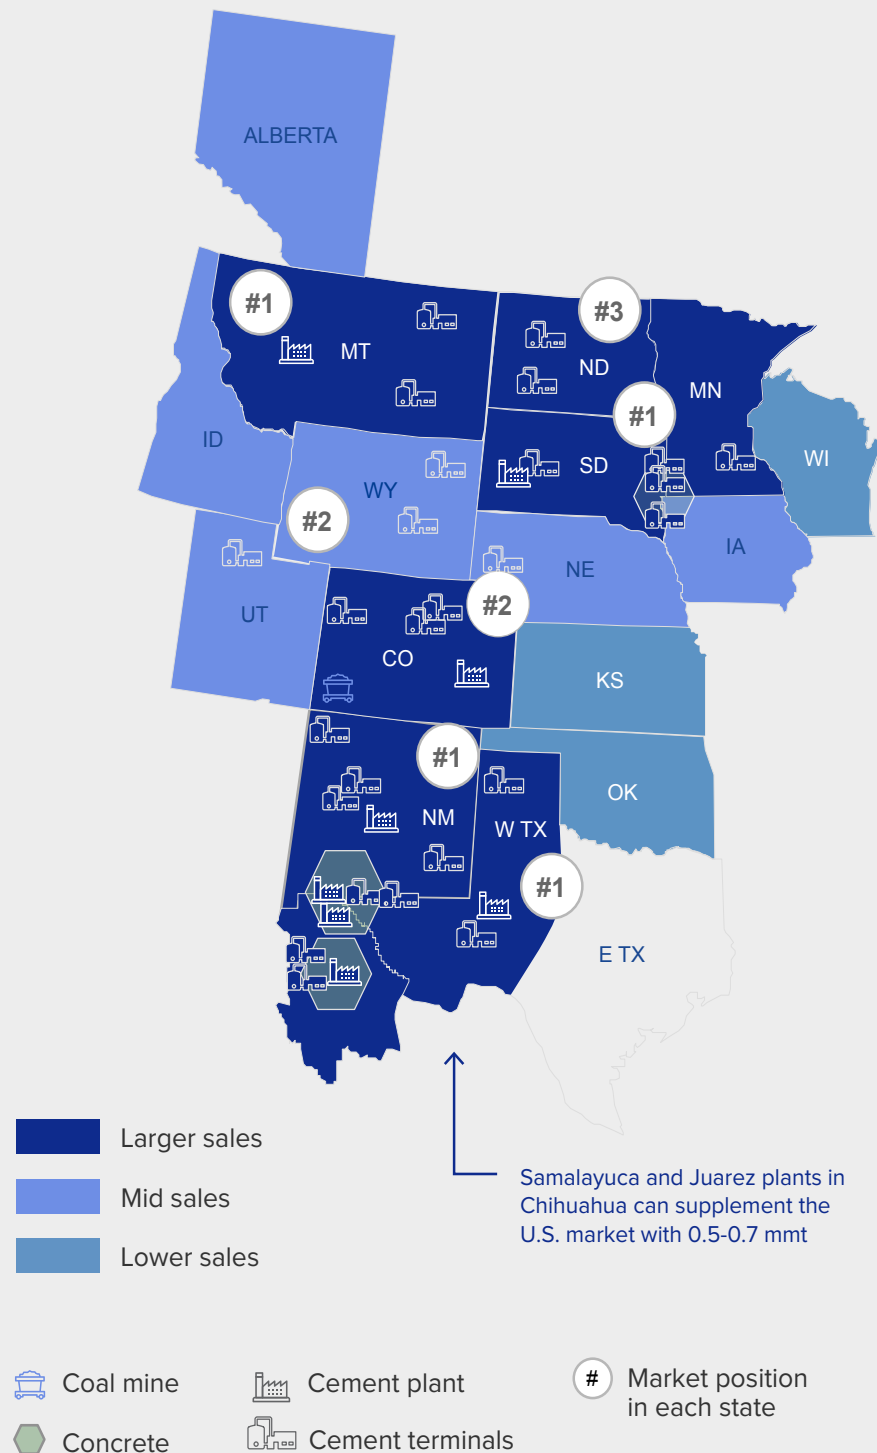 ALBERTA
#1
#3
MT
ND
MN
#1
ID
SD
WI
WY
#2
IA
NE
UT
#2
CO
KS
#1
OK
NM
W TX
#1
E TX
Larger sales
Mid sales
Lower sales
Samalayuca and Juarez plants in
Chihuahua can supplement the
U.S. market with 0.5-0.7 mmt
Coal mine
Cement plant
# Market position
in each state
Concrete
Cement terminals